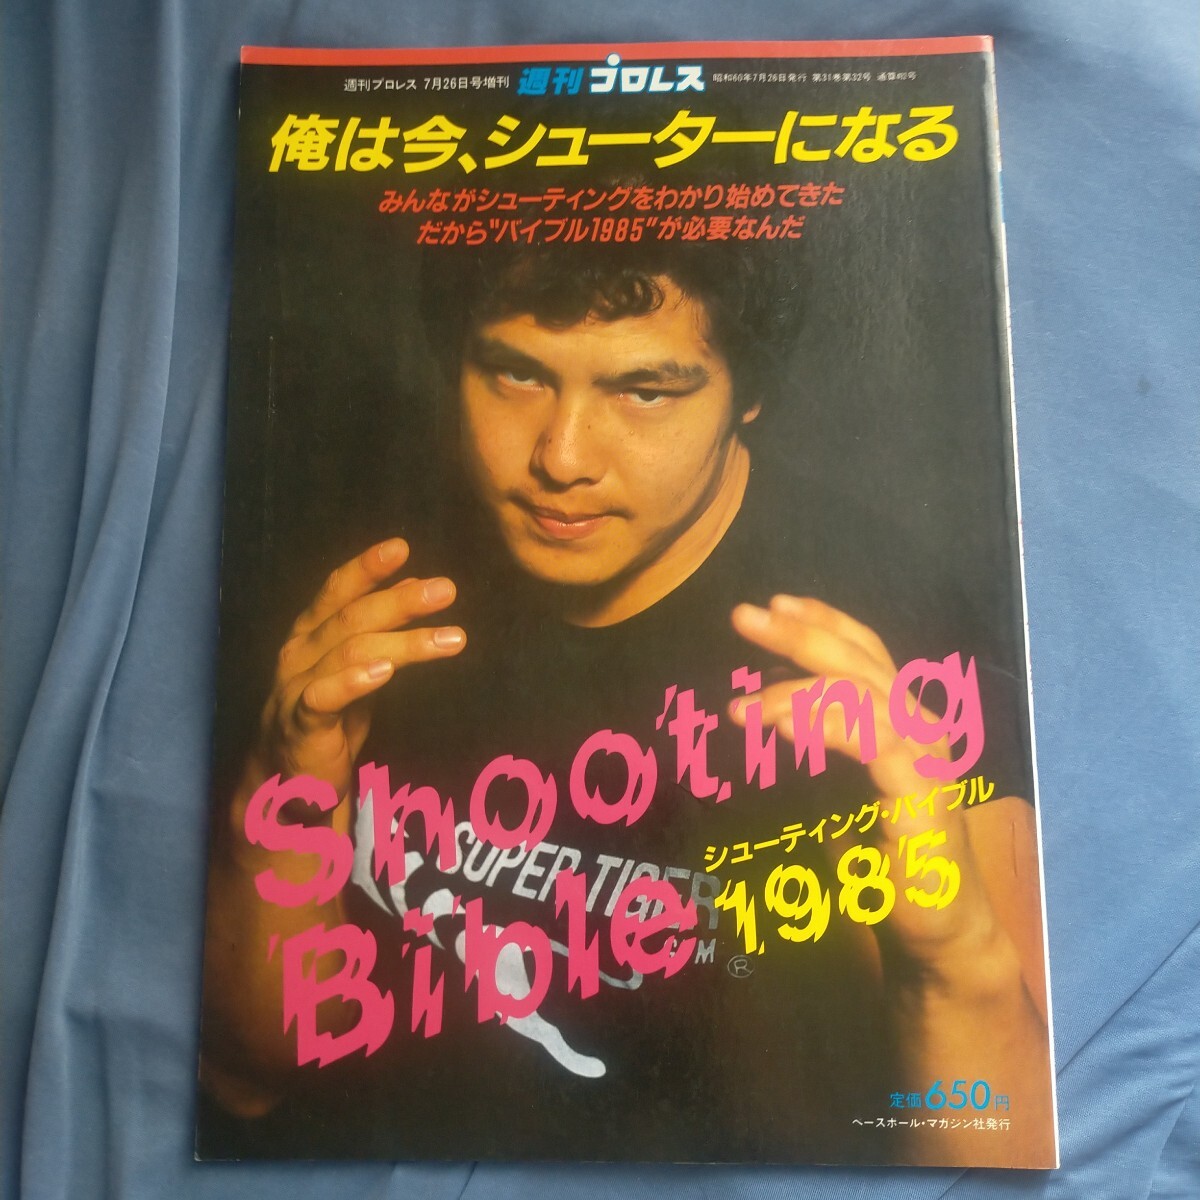 週刊プロレス 7月26日号増刊 週刊プロレス 昭和60年7月26日発行 第31巻第32号
俺は今、シューターになる
みんながシューティングをわかり始めてきた
だから"バイブル1985"が必要なんだ
Shooting
Bible
シューティング・バイブル
1985
SUPER TIGER
GYM ®
定価650円
ベースボール・マガジン社発行